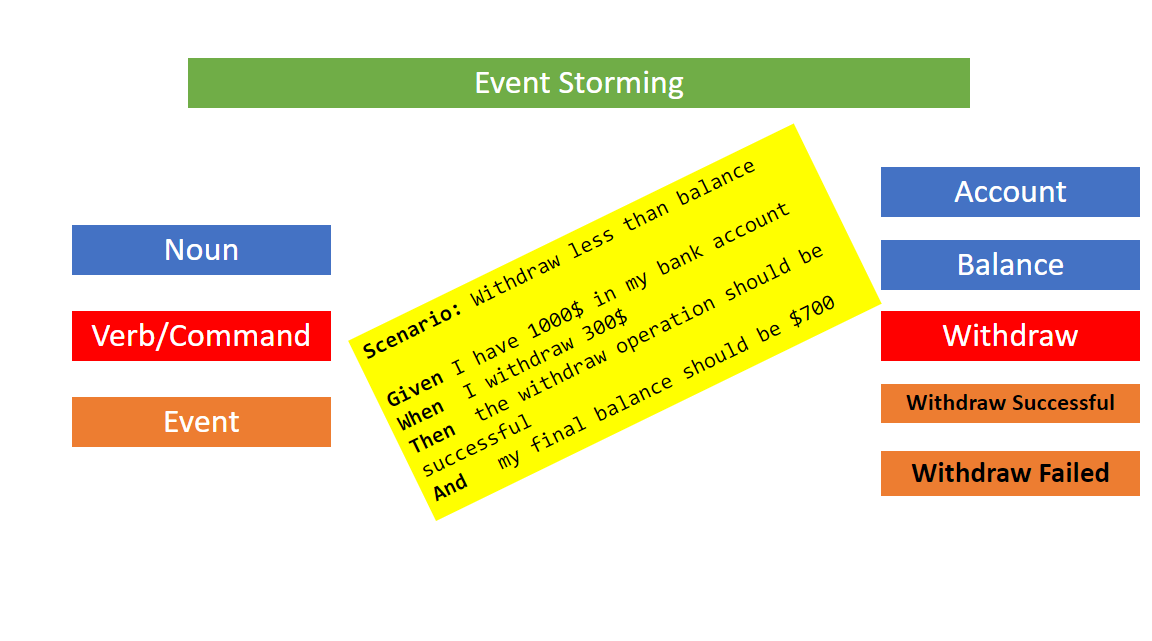 Event Storming
Noun
Verb/Command
Event
Scenario: Withdraw less than balance
Given I have 1000$ in my bank account
When I withdraw 300$
Then the withdraw operation should be
successful
And my final balance should be $700
Account
Balance
Withdraw
Withdraw Successful
Withdraw Failed